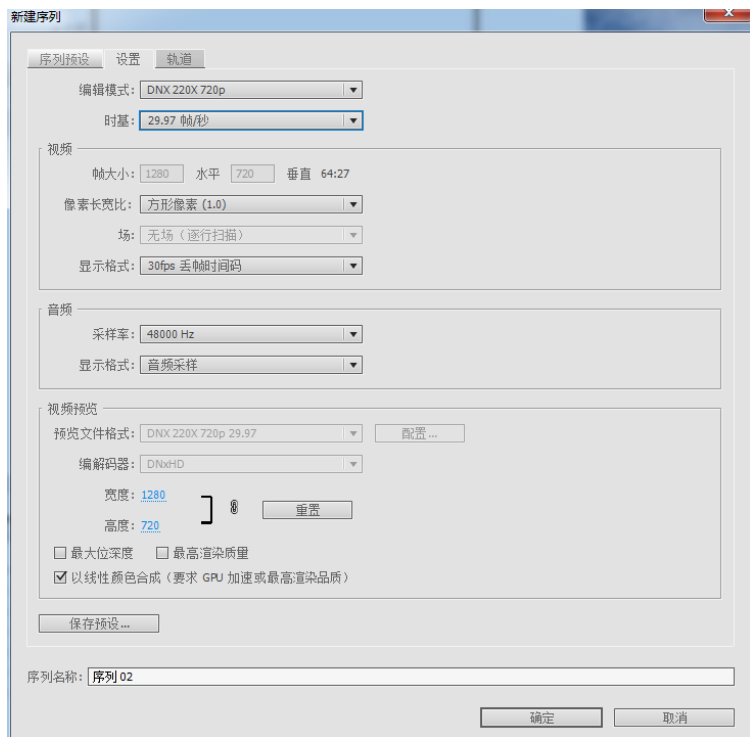 新建序列
序列预设 设置 轨道
编辑模式: DNX 220X 720p
时基: 29.97 帧/秒
视频
帧大小: 1280 水平 720 垂直 64:27
像素长宽比: 方形像素 (1.0)
场: 无场（逐行扫描）
显示格式: 30fps 丢帧时间码
音频
采样率: 48000 Hz
显示格式: 音频采样
视频预览
预览文件格式: DNX 220X 720p 29.97 配置...
编解码器: DNxHD
宽度: 1280
重置
高度: 720
最大位深度 最高渲染质量
以线性颜色合成（要求 GPU 加速或最高渲染品质）
保存预设...
序列名称: 序列 02
确定 取消